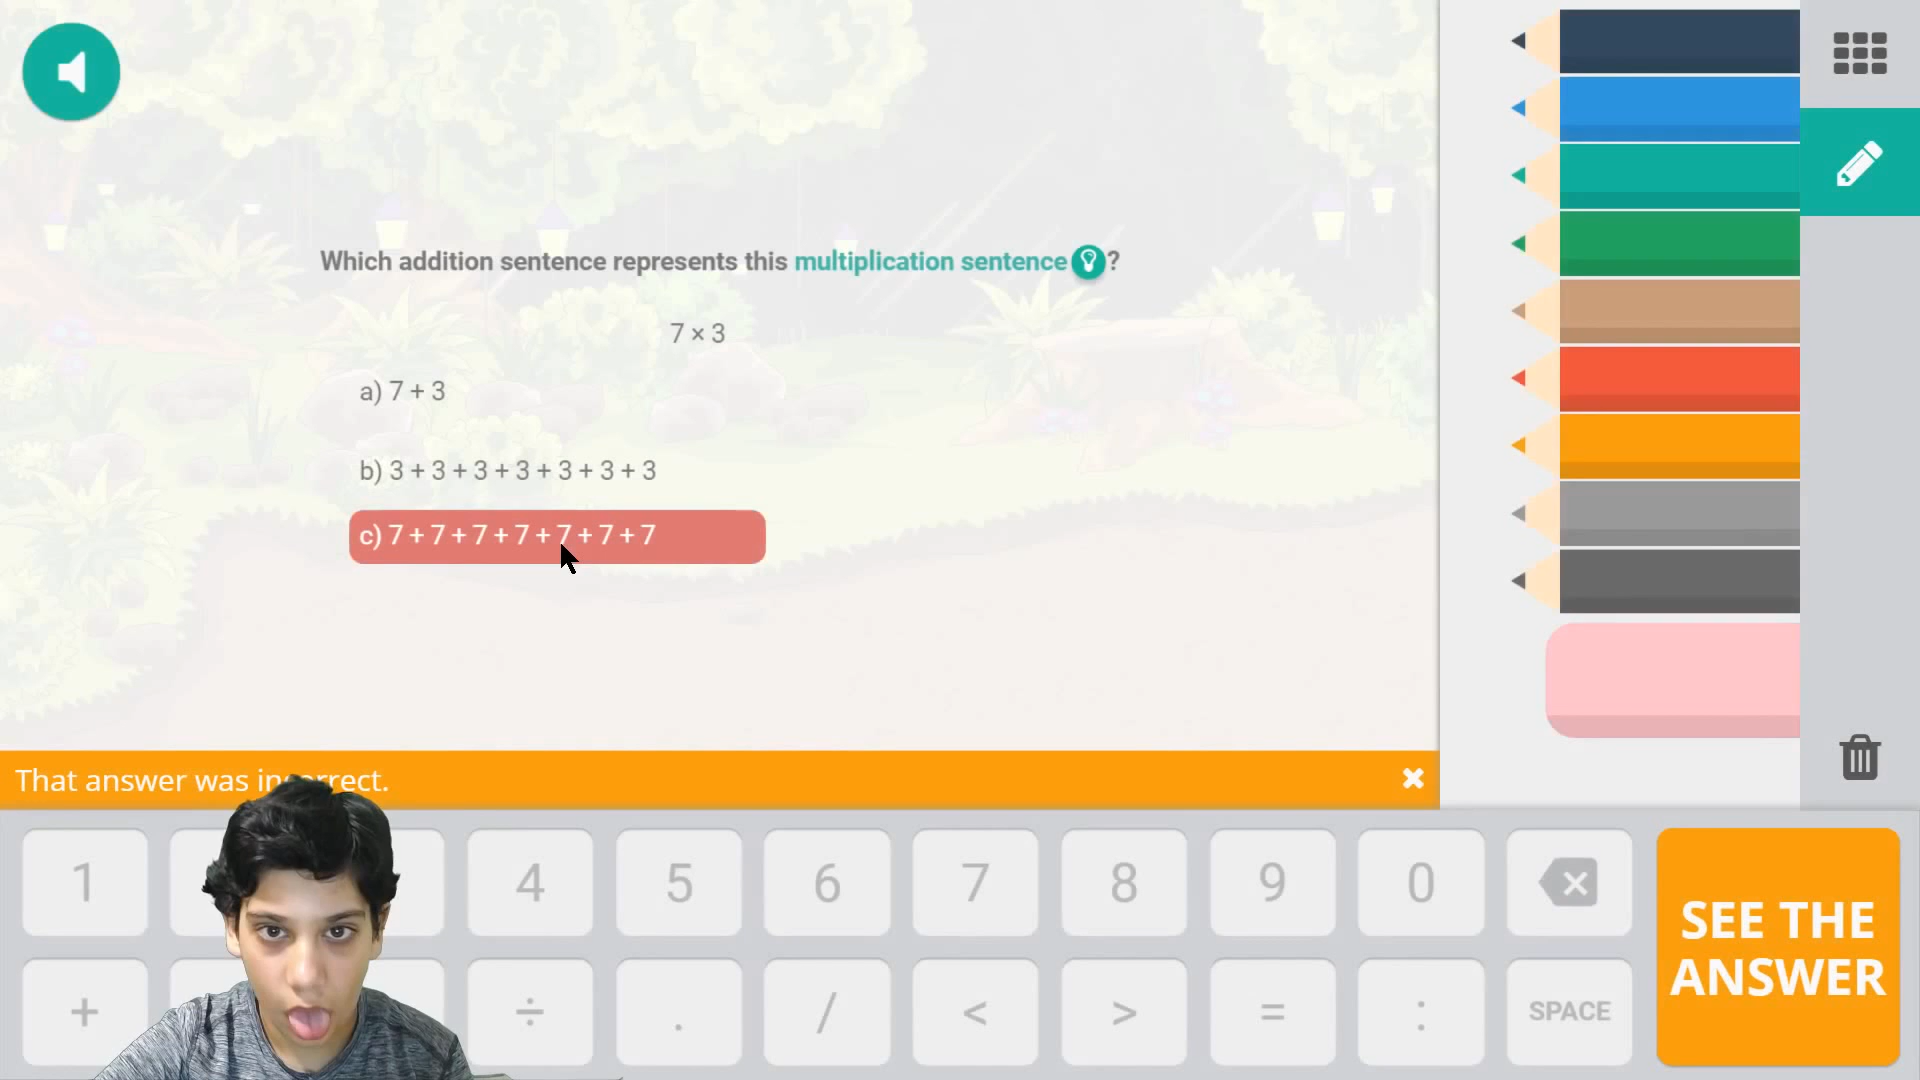 Which addition sentence represents this multiplication sentence ?
7 × 3
a) 7 + 3
b) 3 + 3 + 3 + 3 + 3 + 3 + 3
c) 7 + 7 + 7 + 7 + 7 + 7 + 7
That answer was incorrect.
1 4 5 6 7 8 9 0
SEE THE
ANSWER
+ ÷ . / < > = : SPACE